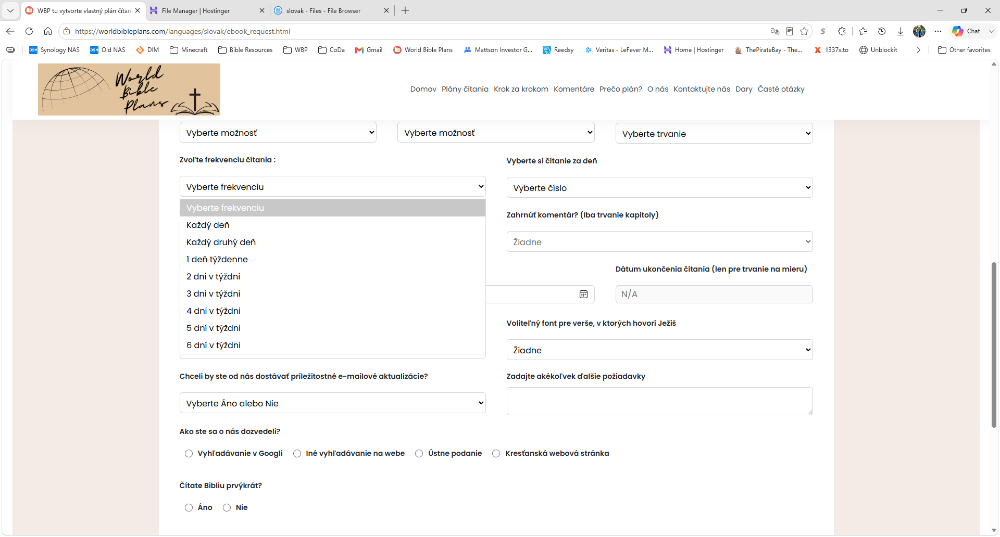 WBP tu vytvorte vlastný plán čítani
File Manager | Hostinger
slovak - Files - File Browser
https://worldbibleplans.com/languages/slovak/ebook_request.html
Chat
Synology NAS
Old NAS
DIM
Minecraft
Bible Resources
WBP
CoDa
Gmail
World Bible Plans
Mattson Investor G...
Reedsy
Veritas - LeFever M...
Home | Hostinger
ThePirateBay - The...
1337x.to
Unblockit
Other favorites
World
Bible
Plans
Domov
Plány čítania
Krok za krokom
Komentáre
Prečo plán?
O nás
Kontaktujte nás
Dary
Časté otázky
Vyberte možnosť
Vyberte možnosť
Vyberte trvanie
Zvoľte frekvenciu čítania :
Vyberte si čítanie za deň
Vyberte frekvenciu
Vyberte číslo
Vyberte frekvenciu
Každý deň
Každý druhý deň
1 deň týždenne
2 dni v týždni
3 dni v týždni
4 dni v týždni
5 dní v týždni
6 dní v týždni
Zahrnúť komentár? (Iba trvanie kapitoly)
Žiadne
Dátum ukončenia čítania (len pre trvanie na mieru)
N/A
Voliteľný font pre verše, v ktorých hovorí Ježiš
Žiadne
Chceli by ste od nás dostávať príležitostné e-mailové aktualizácie?
Zadajte akékoľvek ďalšie požiadavky
Vyberte Áno alebo Nie
Ako ste sa o nás dozvedeli?
Vyhľadávanie v Googli
Iné vyhľadávanie na webe
Ústne podanie
Kresťanská webová stránka
Čítate Bibliu prvýkrát?
Áno
Nie